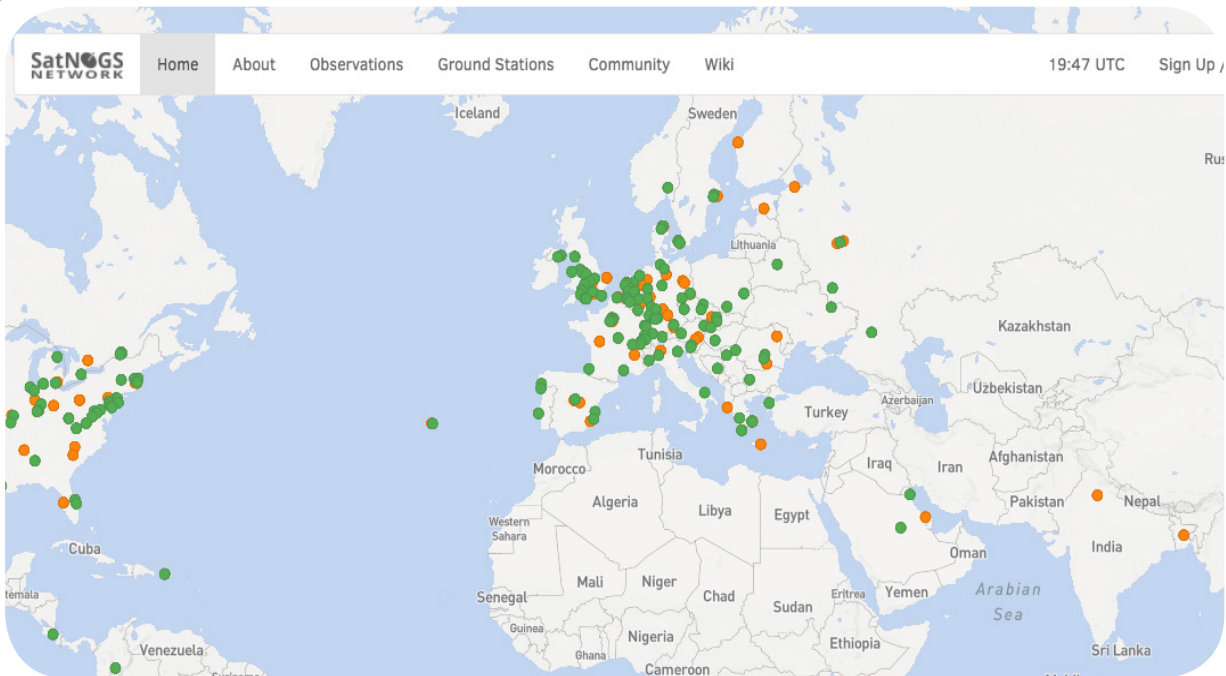 SatNOGS
NETWORK
Home
About
Observations
Ground Stations
Community
Wiki
19:47 UTC
Sign Up /
Iceland
Sweden
Rus
Lithuania
Kazakhstan
Uzbekistan
Azerbaijan
Turkey
Afghanistan
Tunisia
Iraq
Iran
Morocco
Algeria
Libya
Egypt
Pakistan
Nepal
Western
Sahara
Cuba
India
Oman
Mali
Niger
Chad
Arabian
Sea
temala
Senegal
Sudan
Eritrea
Yemen
Guinea
Nigeria
Ethiopia
Venezuela
Ghana
Sri Lanka
Cameroon